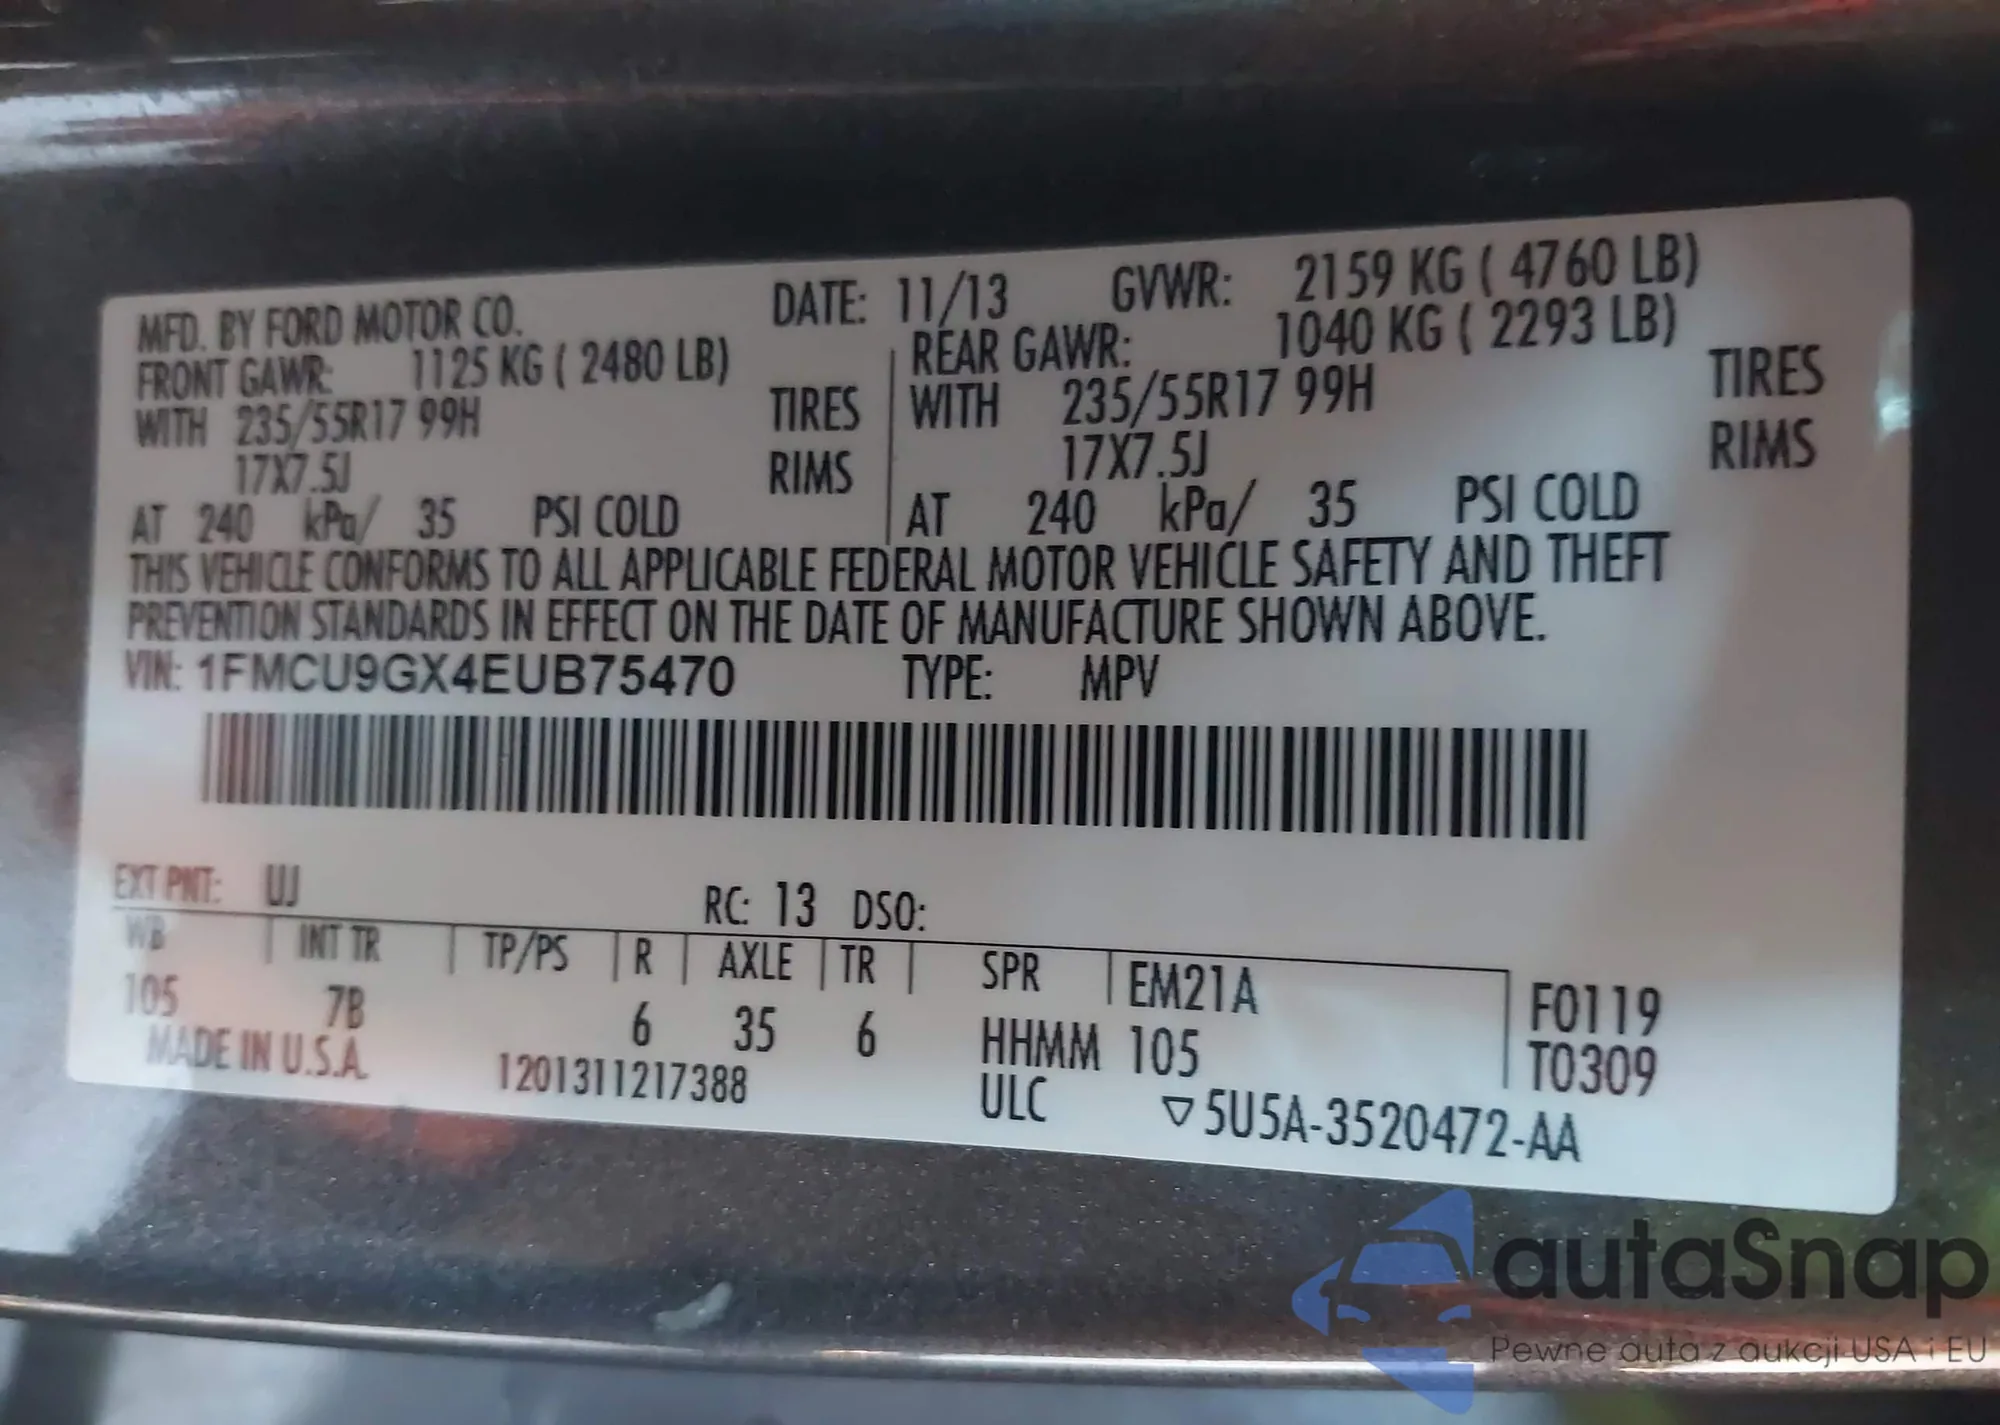 MFD. BY FORD MOTOR CO. DATE: 11/13 GVWR: 2159 KG ( 4760 LB)
FRONT GAWR: 1125 KG ( 2480 LB) REAR GAWR: 1040 KG ( 2293 LB)
WITH 235/55R17 99H TIRES WITH 235/55R17 99H TIRES
17X7.5J RIMS 17X7.5J RIMS
AT 240 kPa/ 35 PSI COLD AT 240 kPa/ 35 PSI COLD
THIS VEHICLE CONFORMS TO ALL APPLICABLE FEDERAL MOTOR VEHICLE SAFETY AND THEFT
PREVENTION STANDARDS IN EFFECT ON THE DATE OF MANUFACTURE SHOWN ABOVE.
VIN: 1FMCU9GX4EUB75470 TYPE: MPV
EXT PNT: UJ RC: 13 DSO:
WB INT TR TP/PS R AXLE TR SPR EM21A F0119
105 7B 6 35 6 HHMM 105 T0309
MADE IN U.S.A. 1201311217388 ULC ▽5U5A-3520472-AA
autaSnap
Pewne auta z aukcji USA i EU